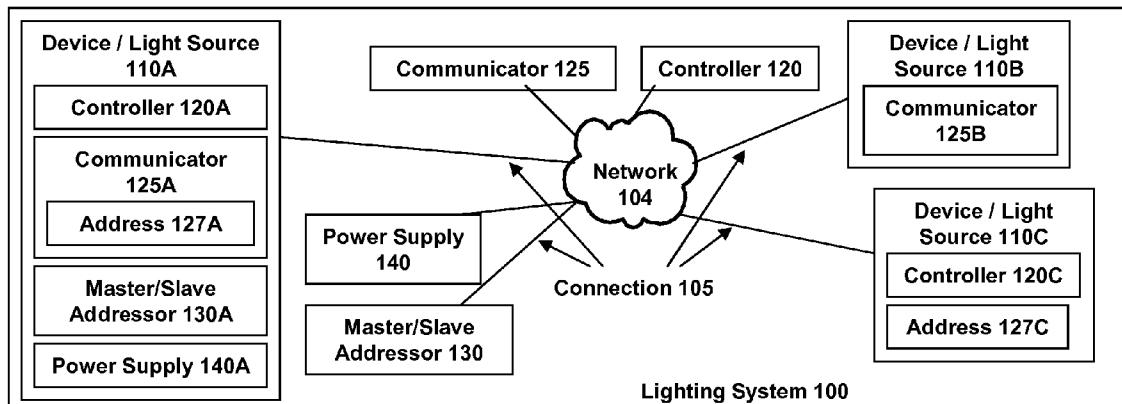 Device / Light Source
110A
Controller 120A
Communicator
125A
Address 127A
Master/Slave
Addressor 130A
Power Supply 140A
Communicator 125
Controller 120
Network
104
Power Supply
140
Connection 105
Master/Slave
Addressor 130
Device / Light
Source 110B
Communicator
125B
Device / Light
Source 110C
Controller 120C
Address 127C
Lighting System 100